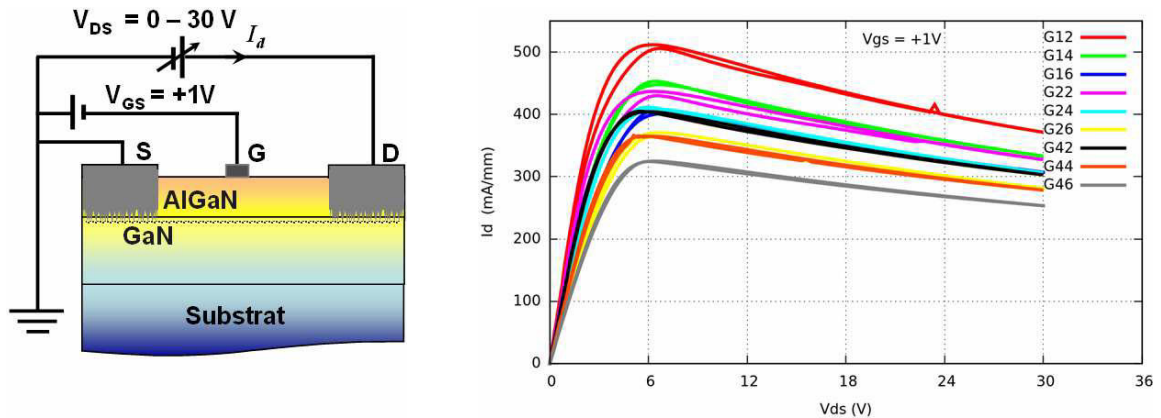 V_DS = 0 – 30 V
I_d
V_GS = +1V
S G D
AlGaN
GaN
Substrat
Vgs = +1V
G12
G14
G16
G22
G24
G26
G42
G44
G46
Id (mA/mm)
500
400
300
200
100
0
0 6 12 18 24 30 36
Vds (V)